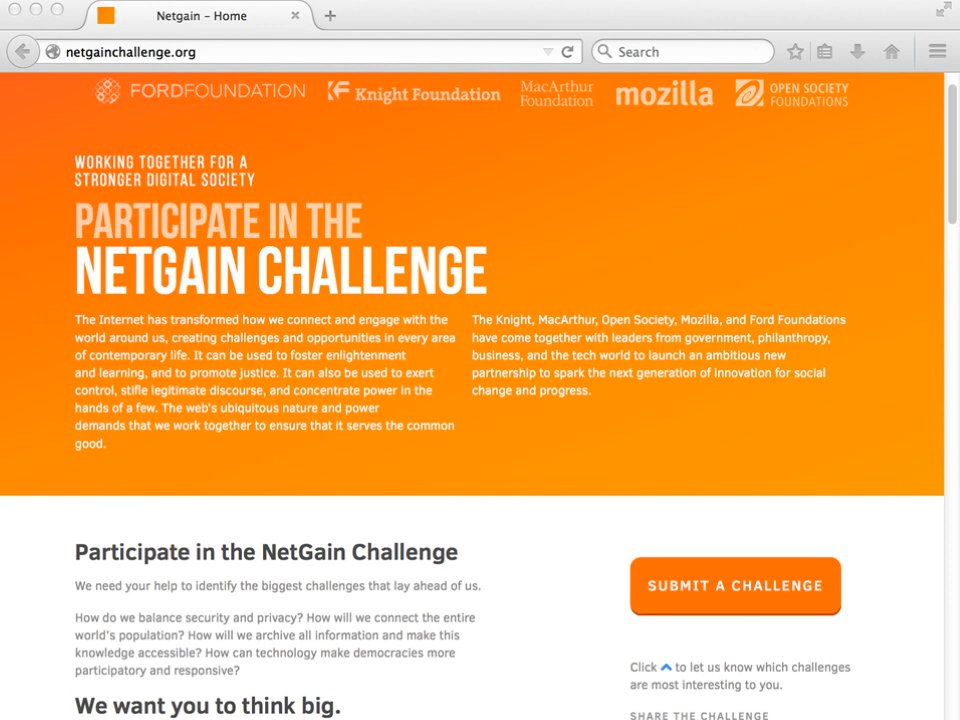 Netgain – Home
netgainchallenge.org
Search
FORDFOUNDATION
Knight Foundation
MacArthur
Foundation
mozilla
OPEN SOCIETY
FOUNDATIONS
WORKING TOGETHER FOR A
STRONGER DIGITAL SOCIETY
PARTICIPATE IN THE
NETGAIN CHALLENGE
The Internet has transformed how we connect and engage with the
world around us, creating challenges and opportunities in every area
of contemporary life. It can be used to foster enlightenment
and learning, and to promote justice. It can also be used to exert
control, stifle legitimate discourse, and concentrate power in the
hands of a few. The web's ubiquitous nature and power
demands that we work together to ensure that it serves the common
good.
The Knight, MacArthur, Open Society, Mozilla, and Ford Foundations
have come together with leaders from government, philanthropy,
business, and the tech world to launch an ambitious new
partnership to spark the next generation of innovation for social
change and progress.
Participate in the NetGain Challenge
We need your help to identify the biggest challenges that lay ahead of us.
How do we balance security and privacy? How will we connect the entire
world's population? How will we archive all information and make this
knowledge accessible? How can technology make democracies more
participatory and responsive?
We want you to think big.
SUBMIT A CHALLENGE
Click to let us know which challenges
are most interesting to you.
SHARE THE CHALLENGE